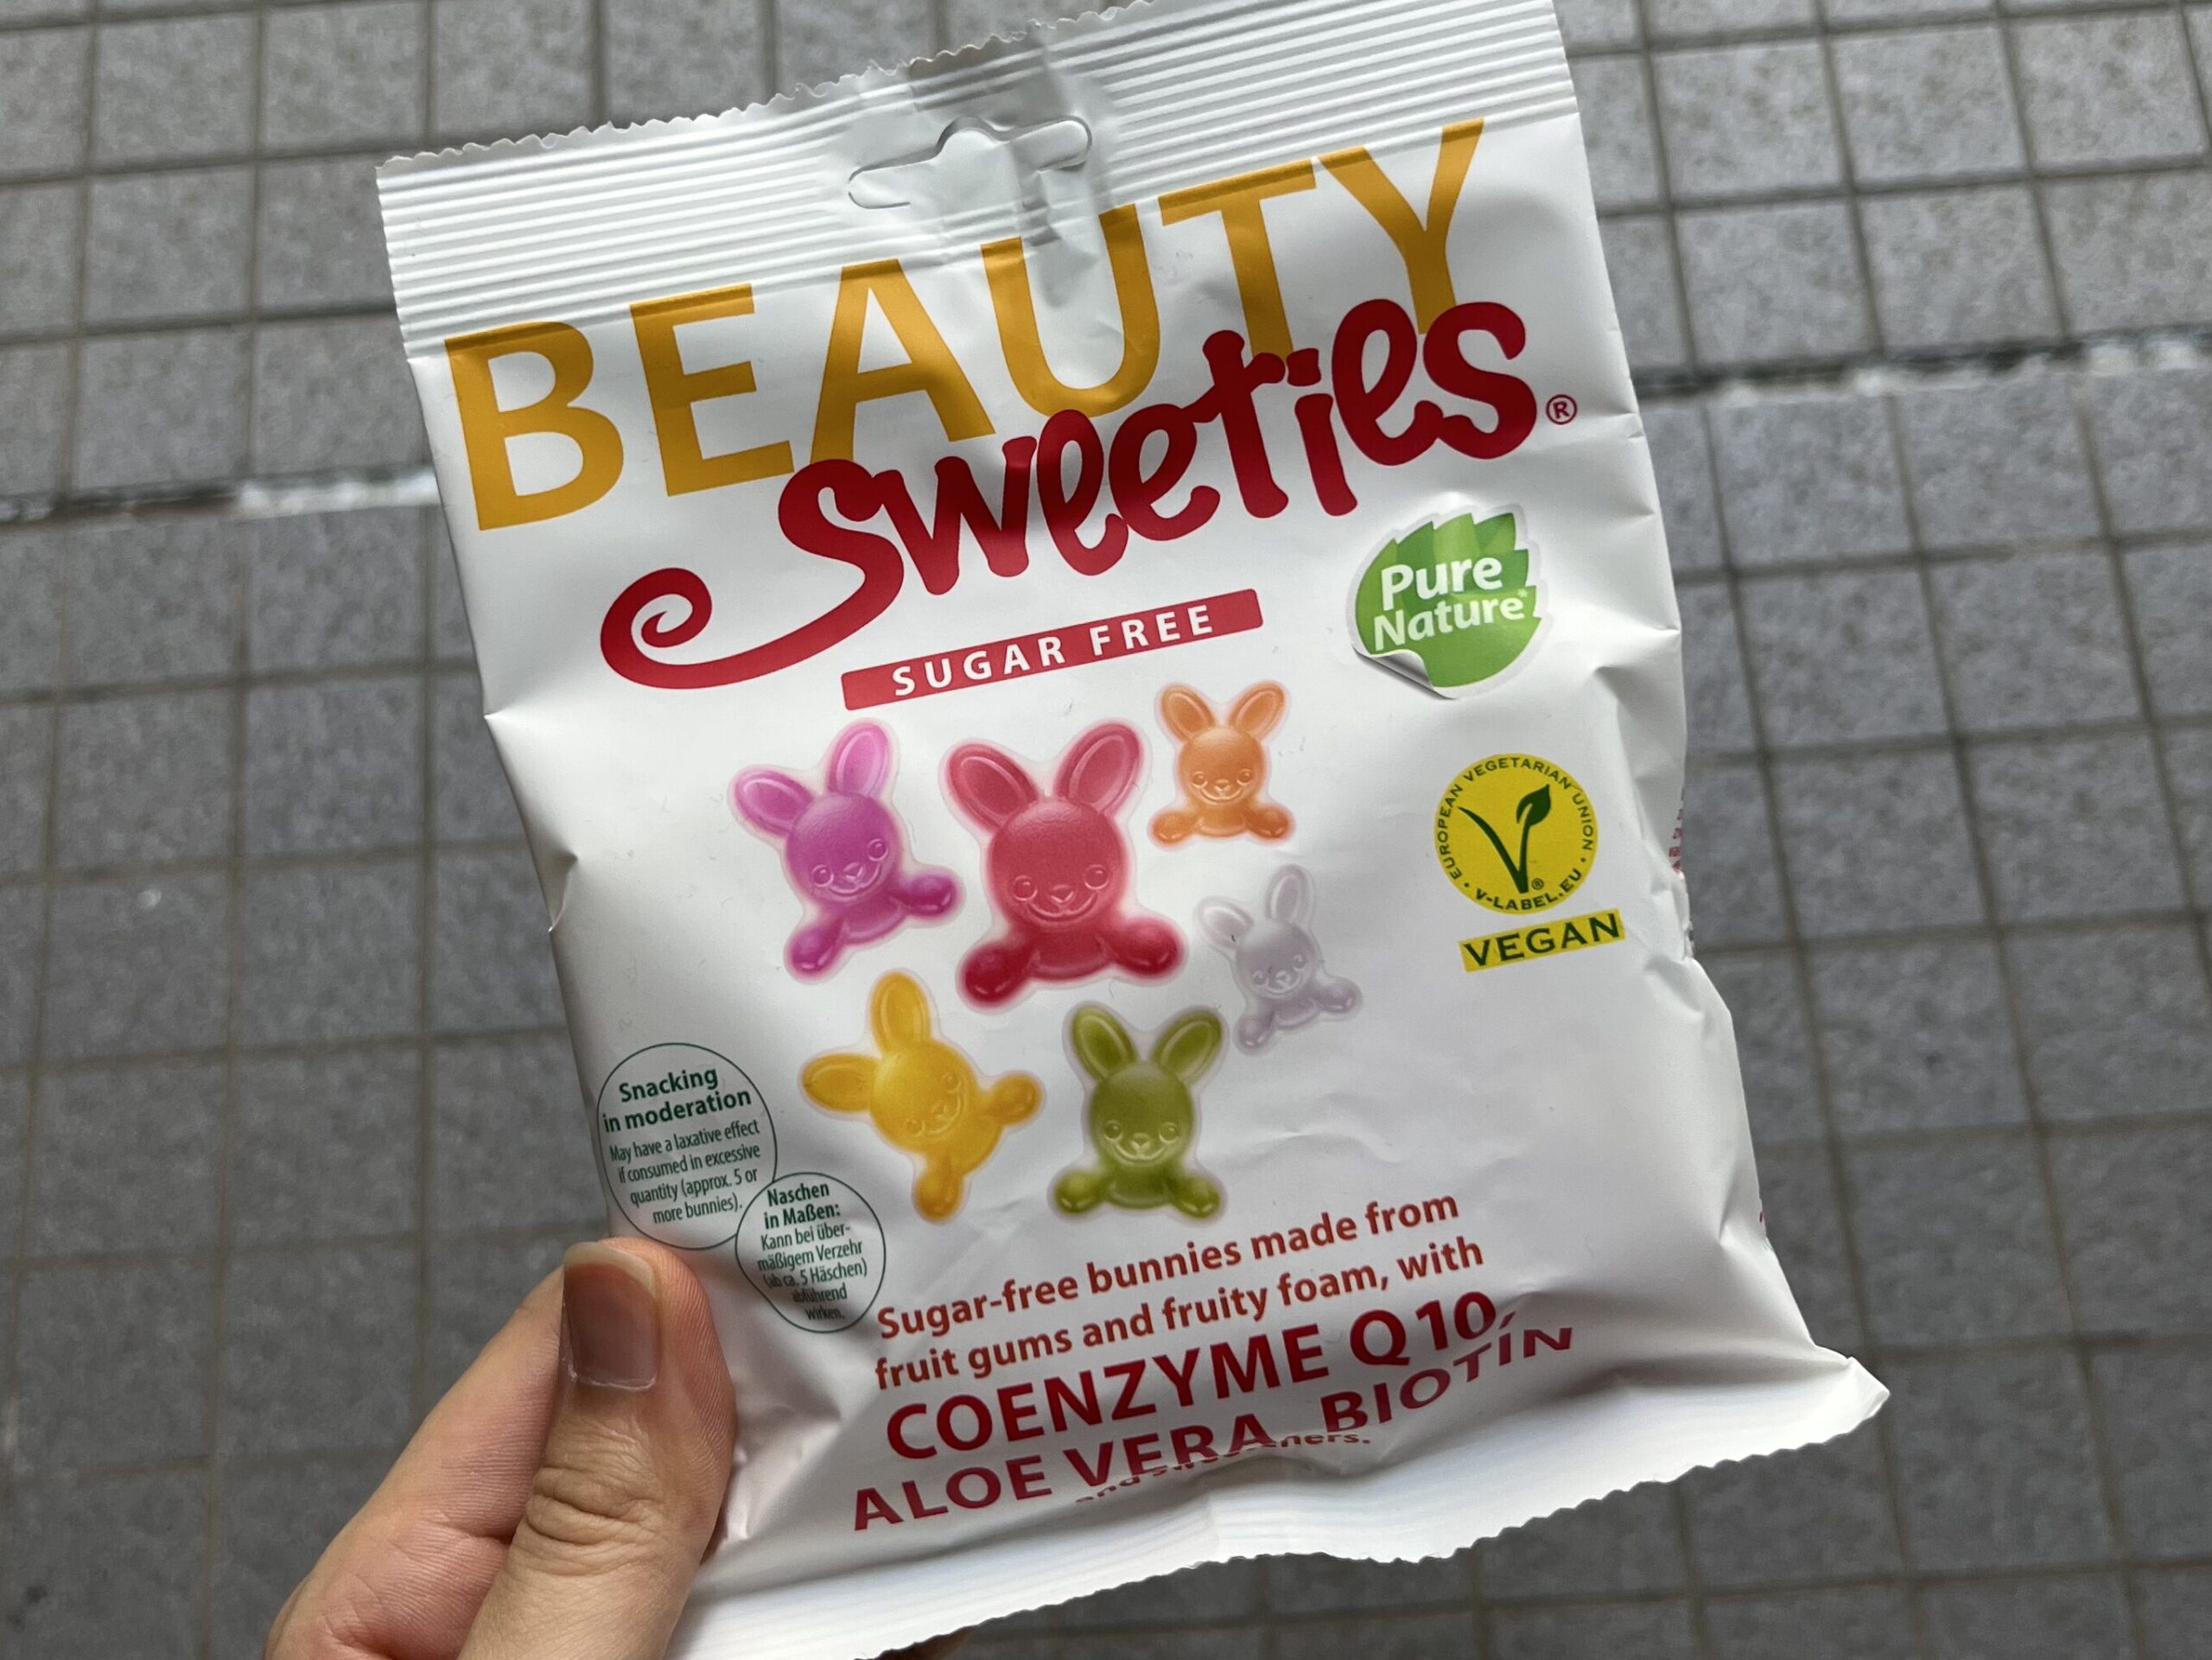 BEAUTY
Sweeties®
SUGAR FREE
Pure
Nature*
EUROPEAN VEGETARIAN UNION • V-LABEL.EU •
®
VEGAN
Snacking
in moderation
May have a laxative effect
if consumed in excessive
quantity (approx. 5 or
more bunnies).
Naschen
in Maßen:
Kann bei über-
mäßigem Verzehr
(ab ca. 5 Häschen)
abführend
wirken.
Sugar-free bunnies made from
fruit gums and fruity foam, with
COENZYME Q10,
ALOE VERA, BIOTIN
and sweeteners.